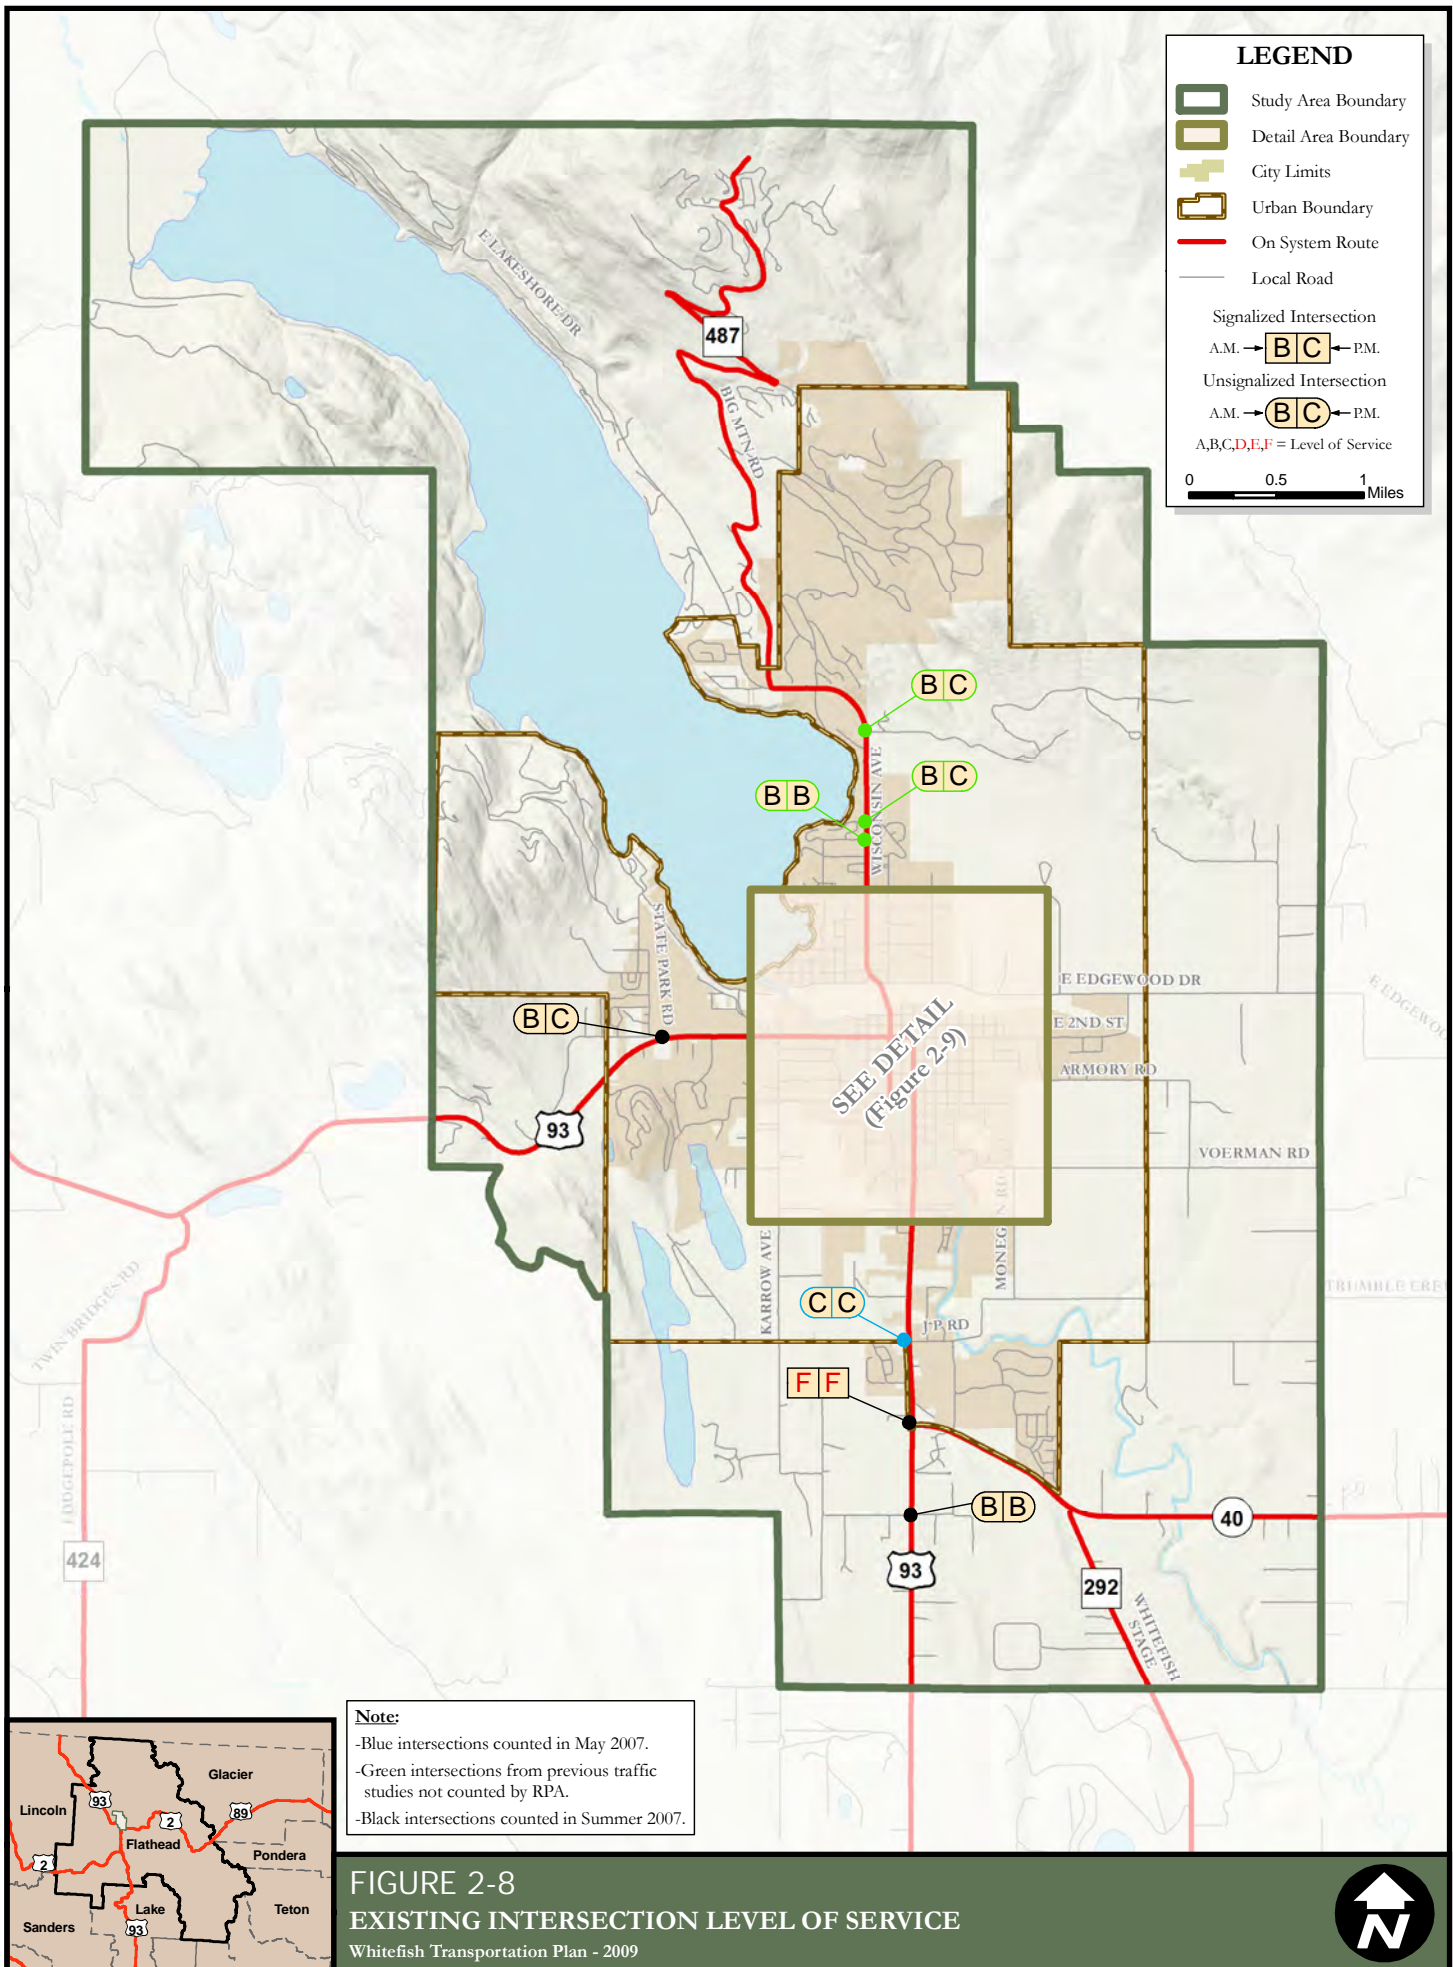 LEGEND
Study Area Boundary
Detail Area Boundary
City Limits
Urban Boundary
On System Route
Local Road
Signalized Intersection
A.M. B C P.M.
Unsignalized Intersection
A.M. B C P.M.
A,B,C,D,E,F = Level of Service
0 0.5 1
Miles
E LAKESHORE DR
487
BIG MTN RD
B C
B C
B B
WISCONSIN AVE
STATE PARK RD
B C
93
E EDGEWOOD DR
E EDGEWOO
E 2ND ST
ARMORY RD
SEE DETAIL
(Figure 2-9)
VOERMAN RD
KARROW AVE
MONEGAN RD
TRUMBLE CREE
TWIN BRIDGES RD
C C
J P RD
F F
LODGEPOLE RD
B B
40
424
93
292
WHITEFISH
STAGE
Note:
-Blue intersections counted in May 2007.
-Green intersections from previous traffic
studies not counted by RPA.
-Black intersections counted in Summer 2007.
Glacier
Lincoln
93
2
89
Flathead
2
Pondera
Lake
Teton
Sanders
93
FIGURE 2-8
EXISTING INTERSECTION LEVEL OF SERVICE
Whitefish Transportation Plan - 2009
N